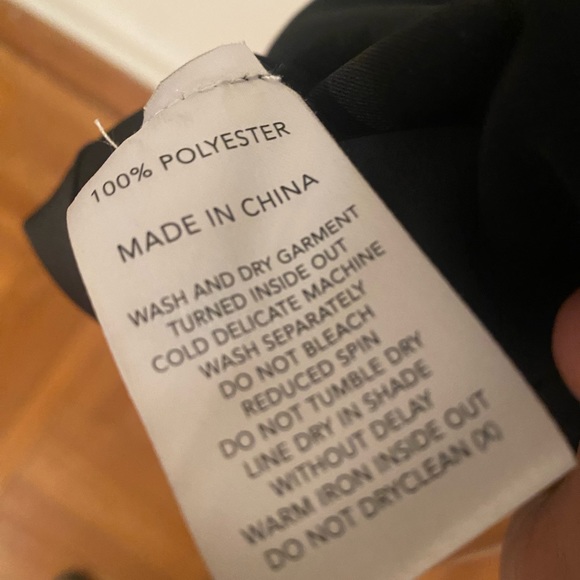 100% POLYESTER
MADE IN CHINA
WASH AND DRY GARMENT
TURNED INSIDE OUT
COLD DELICATE MACHINE
WASH SEPARATELY
DO NOT BLEACH
REDUCED SPIN
DO NOT TUMBLE DRY
LINE DRY IN SHADE
WITHOUT DELAY
WARM IRON INSIDE OUT
DO NOT DRYCLEAN (X)